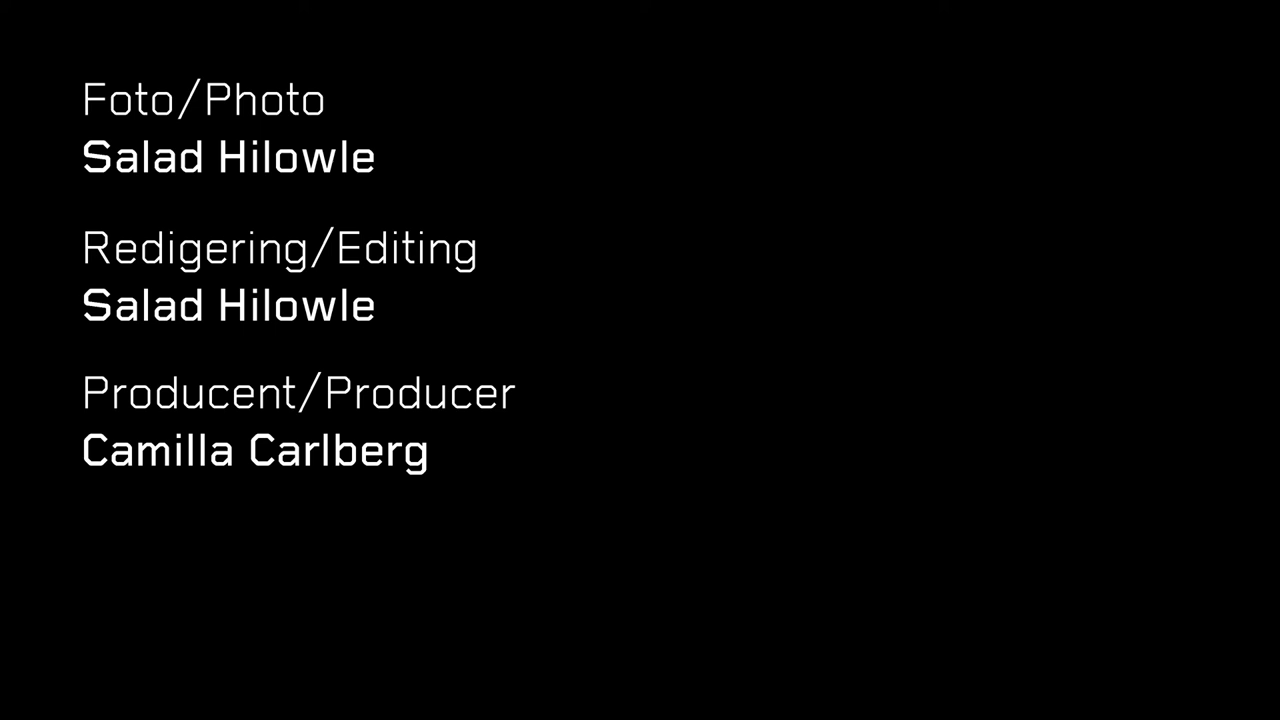 Foto/Photo
Salad Hilowle
Redigering/Editing
Salad Hilowle
Producent/Producer
Camilla Carlberg